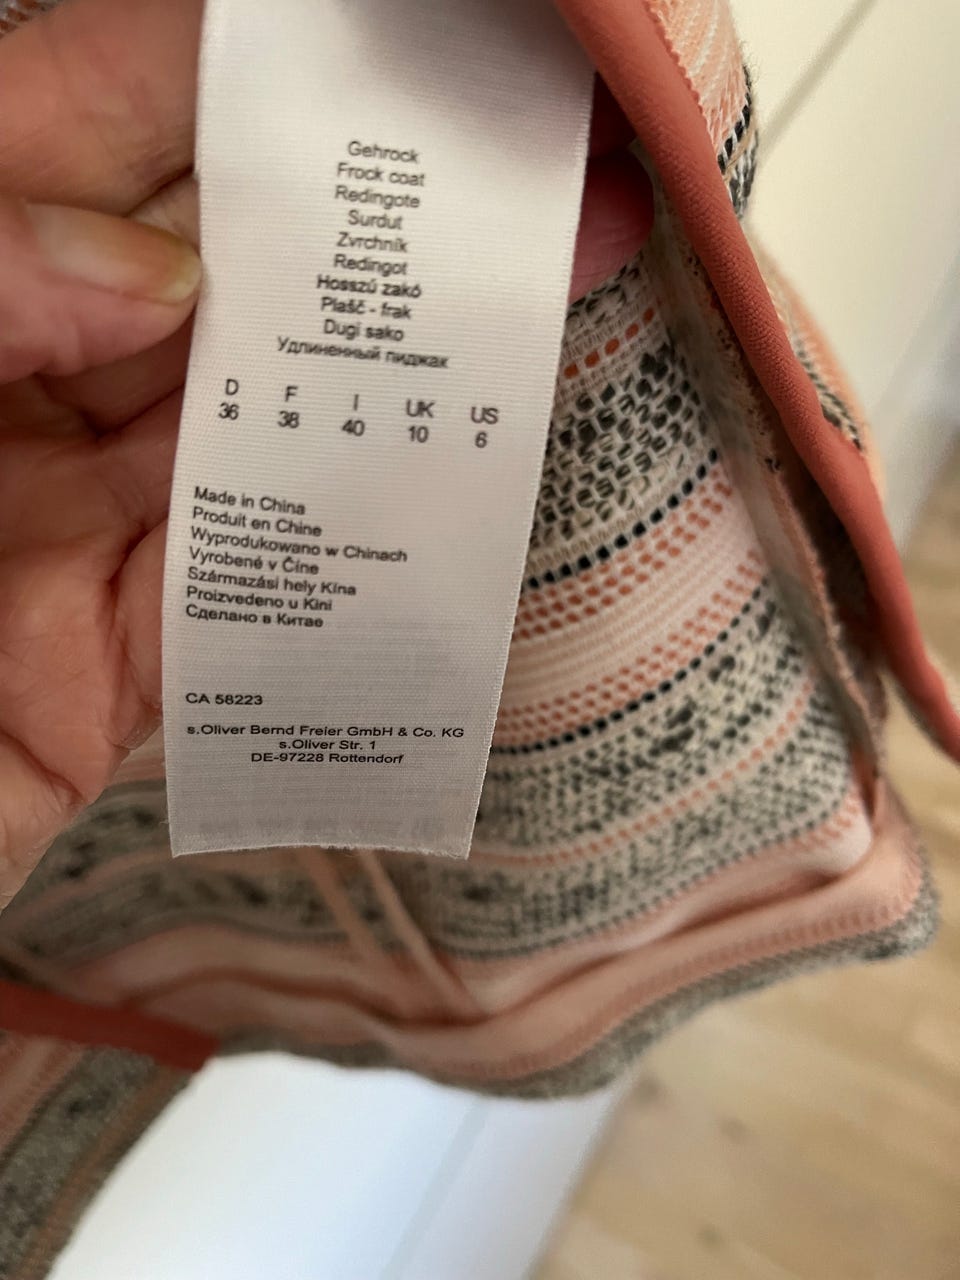 Gehrock
Frock coat
Redingote
Surdut
Zvrchník
Redingot
Hosszú zakó
Plašč - frak
Dugi sako
Удлиненный пиджак
D F I UK US
36 38 40 10 6
Made in China
Produit en Chine
Wyprodukowano w Chinach
Vyrobené v Číne
Származási hely Kína
Proizvedeno u Kini
Сделано в Китае
CA 58223
s.Oliver Bernd Freier GmbH & Co. KG
s.Oliver Str. 1
DE-97228 Rottendorf